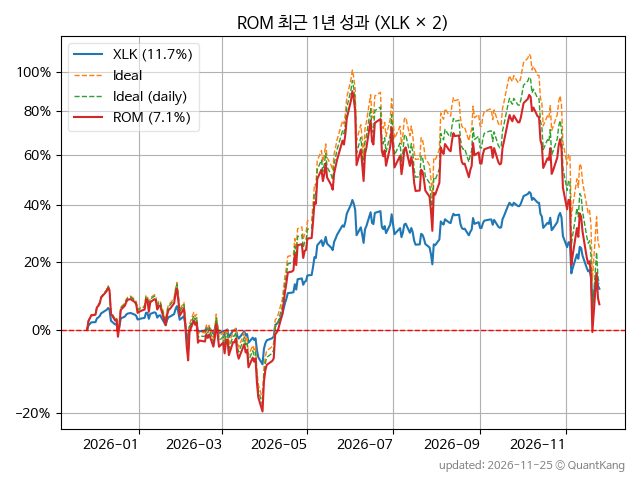 ROM 최근 1년 성과 (XLK × 2)
XLK (11.7%)
Ideal
Ideal (daily)
ROM (7.1%)
100%
80%
60%
40%
20%
0%
−20%
2026-01
2026-03
2026-05
2026-07
2026-09
2026-11
updated: 2026-11-25 © QuantKang